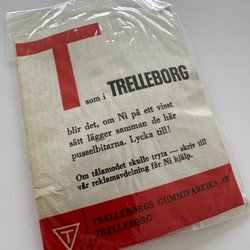 T
som i TRELLEBORG
blir det, om Ni på ett visst
sätt lägger samman de här
pusselbitarna. Lycka till!
Om tålamodet skulle tryta — skriv till
vår reklamavdelning får Ni hjälp.
T
TRELLEBORGS GUMMIFABRIKS AB
TRELLEBORG